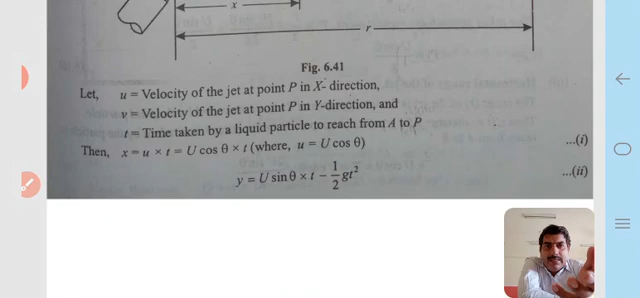 x
r
Fig. 6.41
Let, u = Velocity of the jet at point P in X- direction,
v = Velocity of the jet at point P in Y-direction, and
t = Time taken by a liquid particle to reach from A to P
Then, x = u × t = U cos θ × t (where, u = U cos θ) ...(i)
y = U sin θ × t − 1/2 gt² ...(ii)